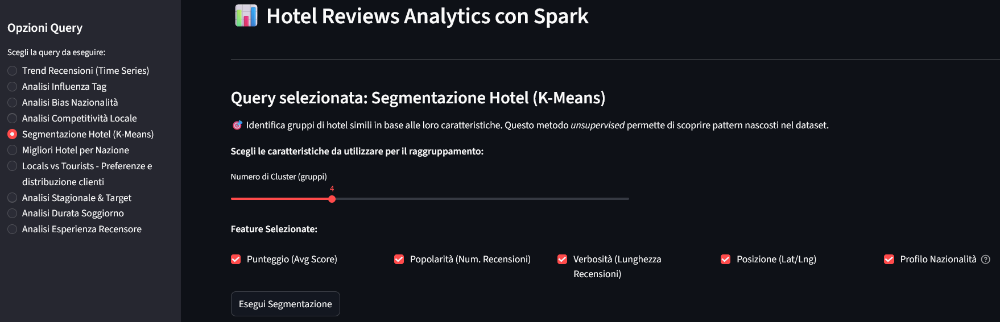 Opzioni Query
Scegli la query da eseguire:
Trend Recensioni (Time Series)
Analisi Influenza Tag
Analisi Bias Nazionalità
Analisi Competitività Locale
Segmentazione Hotel (K-Means)
Migliori Hotel per Nazione
Locals vs Tourists - Preferenze e
distribuzione clienti
Analisi Stagionale & Target
Analisi Durata Soggiorno
Analisi Esperienza Recensore
Hotel Reviews Analytics con Spark
Query selezionata: Segmentazione Hotel (K-Means)
Identifica gruppi di hotel simili in base alle loro caratteristiche. Questo metodo unsupervised permette di scoprire pattern nascosti nel dataset.
Scegli le caratteristiche da utilizzare per il raggruppamento:
Numero di Cluster (gruppi)
4
Feature Selezionate:
Punteggio (Avg Score)
Popolarità (Num. Recensioni)
Verbosità (Lunghezza
Recensioni)
Posizione (Lat/Lng)
Profilo Nazionalità
Esegui Segmentazione